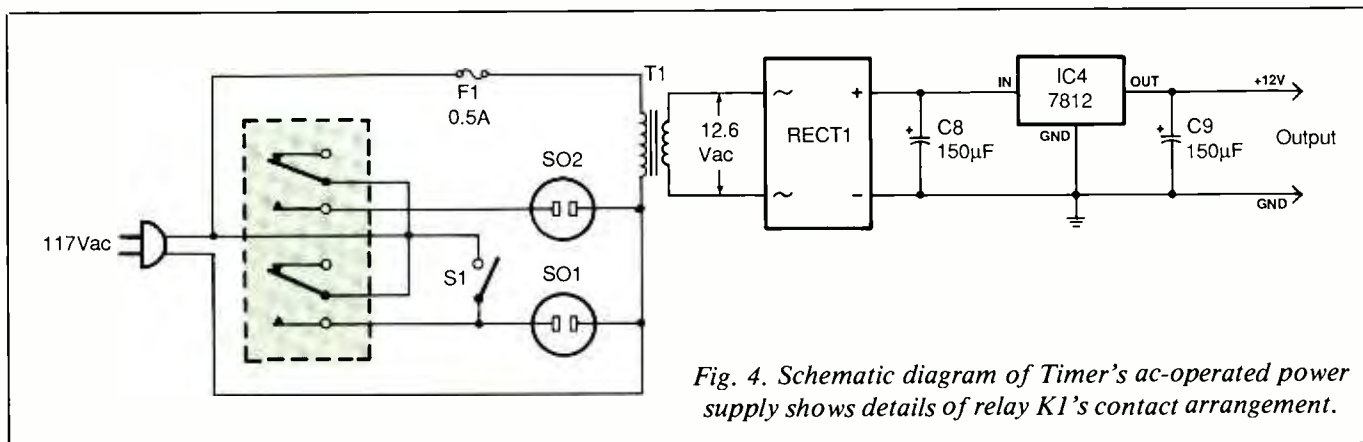 117Vac
F1
0.5A
S1
SO2
SO1
T1
12.6
Vac
~
~
RECT1
+
−
+
C8
150µF
IN
IC4
7812
OUT
GND
+
C9
150µF
+12V
Output
GND
Fig. 4. Schematic diagram of Timer's ac-operated power
supply shows details of relay K1's contact arrangement.